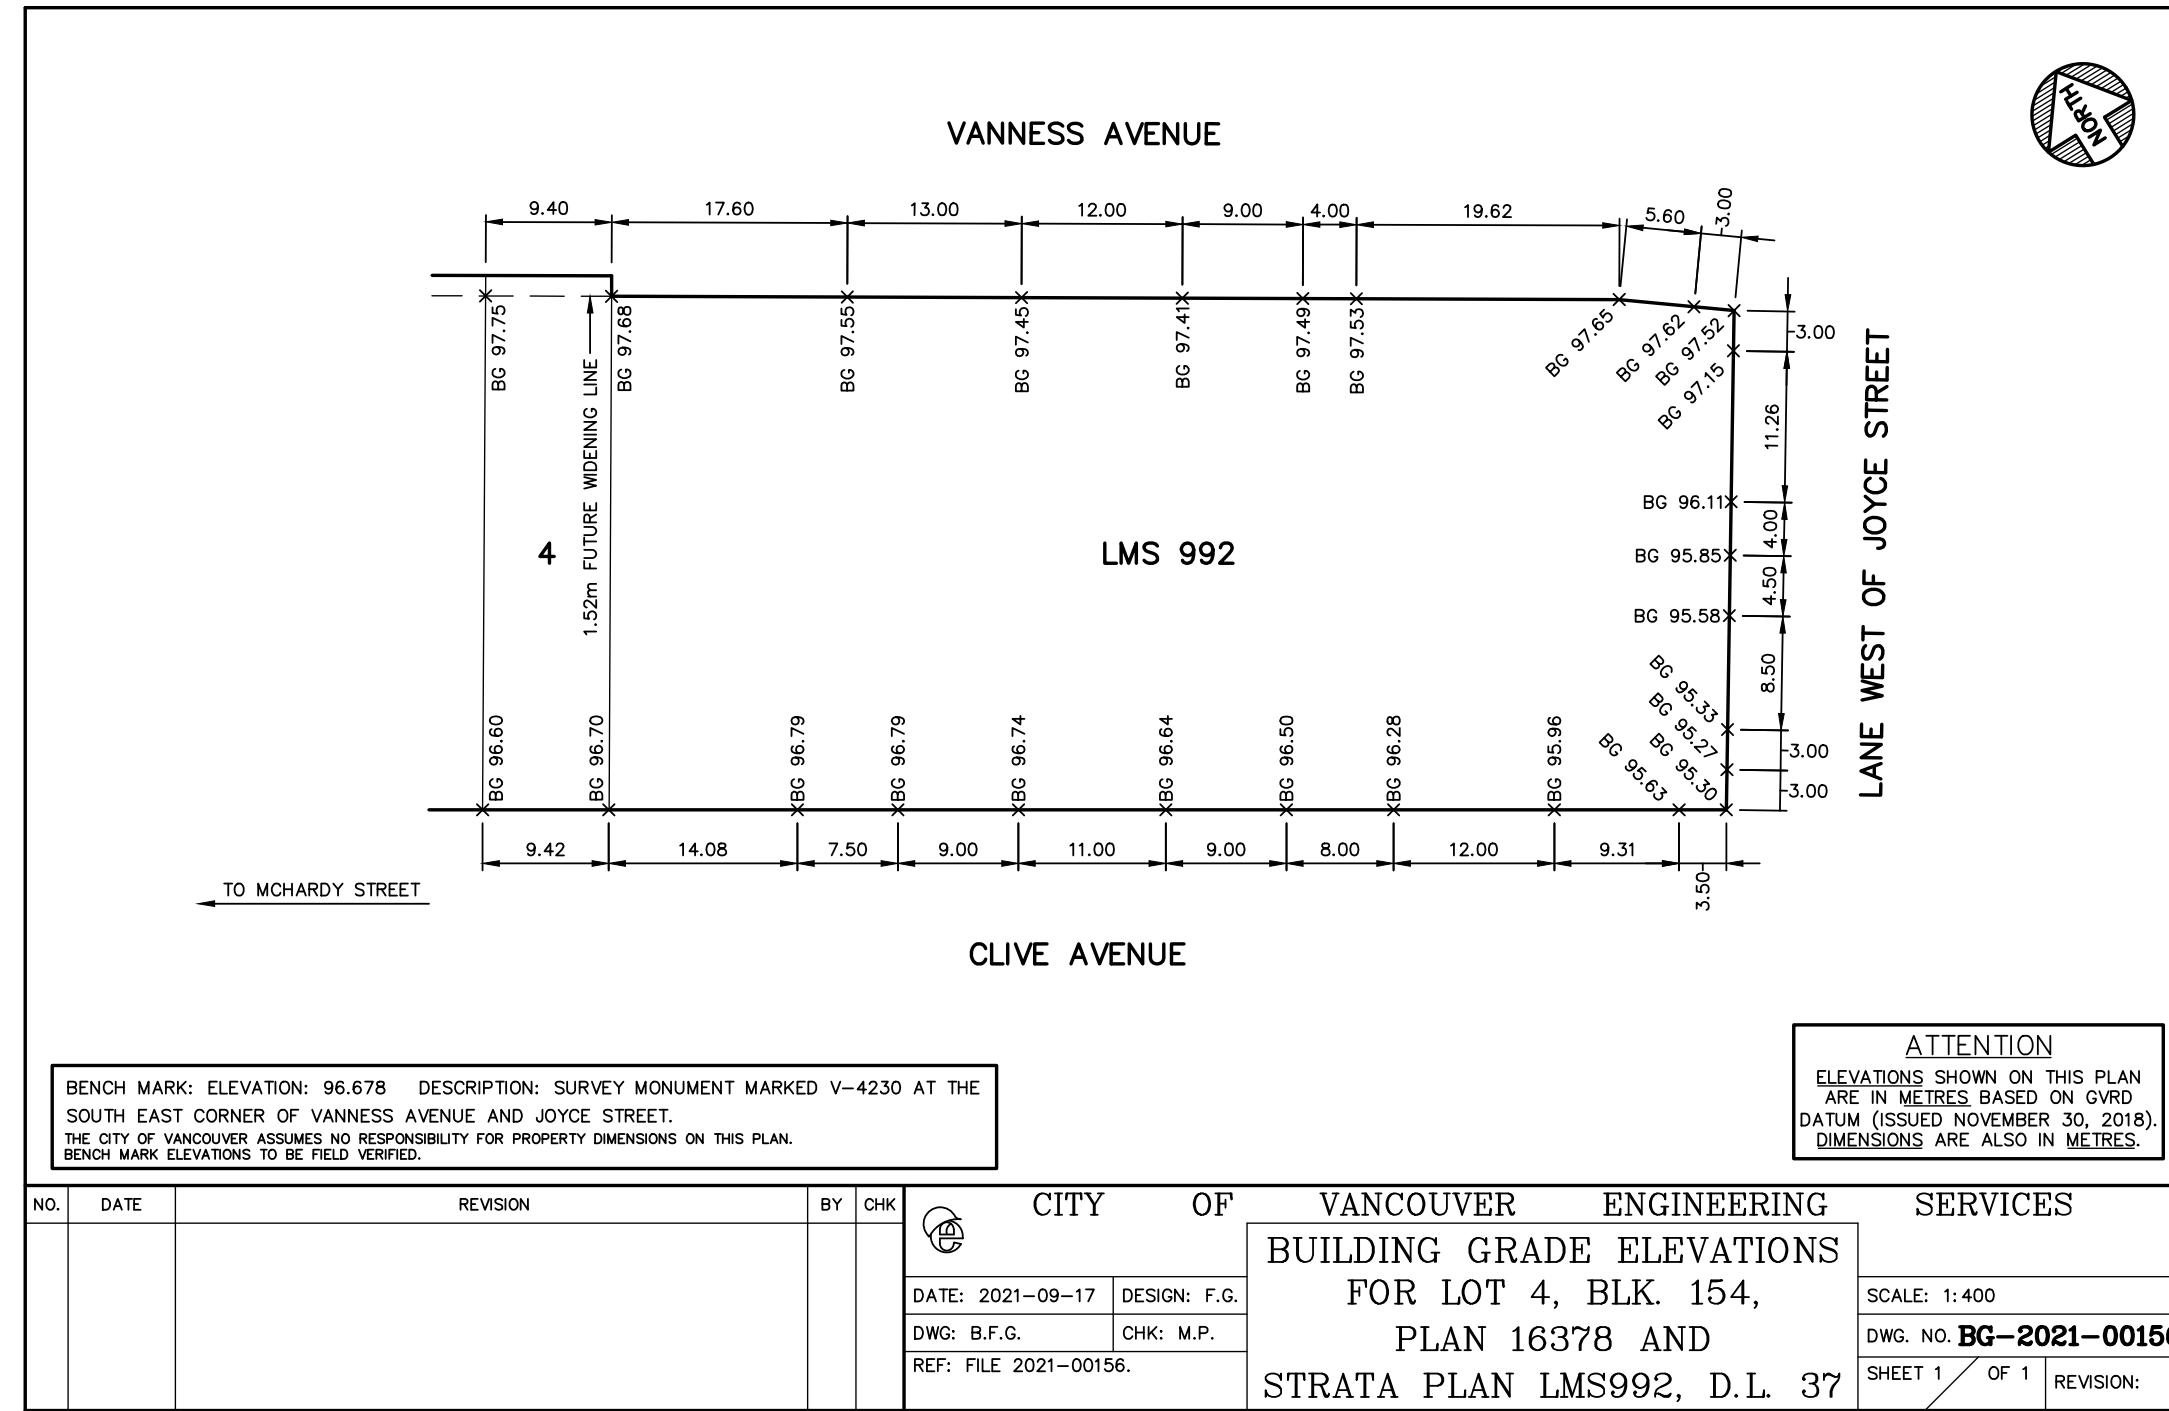 NORTH
VANNESS AVENUE
9.40 17.60 13.00 12.00 9.00 4.00 19.62 5.60 3.00
BG 97.75
BG 97.68
BG 97.55
BG 97.45
BG 97.41
BG 97.49
BG 97.53
BG 97.65
BG 97.62
BG 97.52
BG 97.15
1.52m FUTURE WIDENING LINE
4
LMS 992
3.00
11.26
4.00
4.50
8.50
3.00
3.00
LANE WEST OF JOYCE STREET
BG 96.11
BG 95.85
BG 95.58
BG 95.33
BG 95.27
BG 95.30
BG 95.63
BG 96.60
BG 96.70
BG 96.79
BG 96.79
BG 96.74
BG 96.64
BG 96.50
BG 96.28
BG 95.96
9.42 14.08 7.50 9.00 11.00 9.00 8.00 12.00 9.31 3.50
TO MCHARDY STREET
CLIVE AVENUE
BENCH MARK: ELEVATION: 96.678 DESCRIPTION: SURVEY MONUMENT MARKED V-4230 AT THE
SOUTH EAST CORNER OF VANNESS AVENUE AND JOYCE STREET.
THE CITY OF VANCOUVER ASSUMES NO RESPONSIBILITY FOR PROPERTY DIMENSIONS ON THIS PLAN.
BENCH MARK ELEVATIONS TO BE FIELD VERIFIED.
ATTENTION
ELEVATIONS SHOWN ON THIS PLAN
ARE IN METRES BASED ON GVRD
DATUM (ISSUED NOVEMBER 30, 2018).
DIMENSIONS ARE ALSO IN METRES.
NO. DATE REVISION BY CHK
CITY OF VANCOUVER ENGINEERING SERVICES
BUILDING GRADE ELEVATIONS
FOR LOT 4, BLK. 154,
PLAN 16378 AND
STRATA PLAN LMS992, D.L. 37
DATE: 2021-09-17 DESIGN: F.G.
DWG: B.F.G. CHK: M.P.
REF: FILE 2021-00156.
SCALE: 1:400
DWG. NO. BG-2021-00156
SHEET 1 OF 1 REVISION: